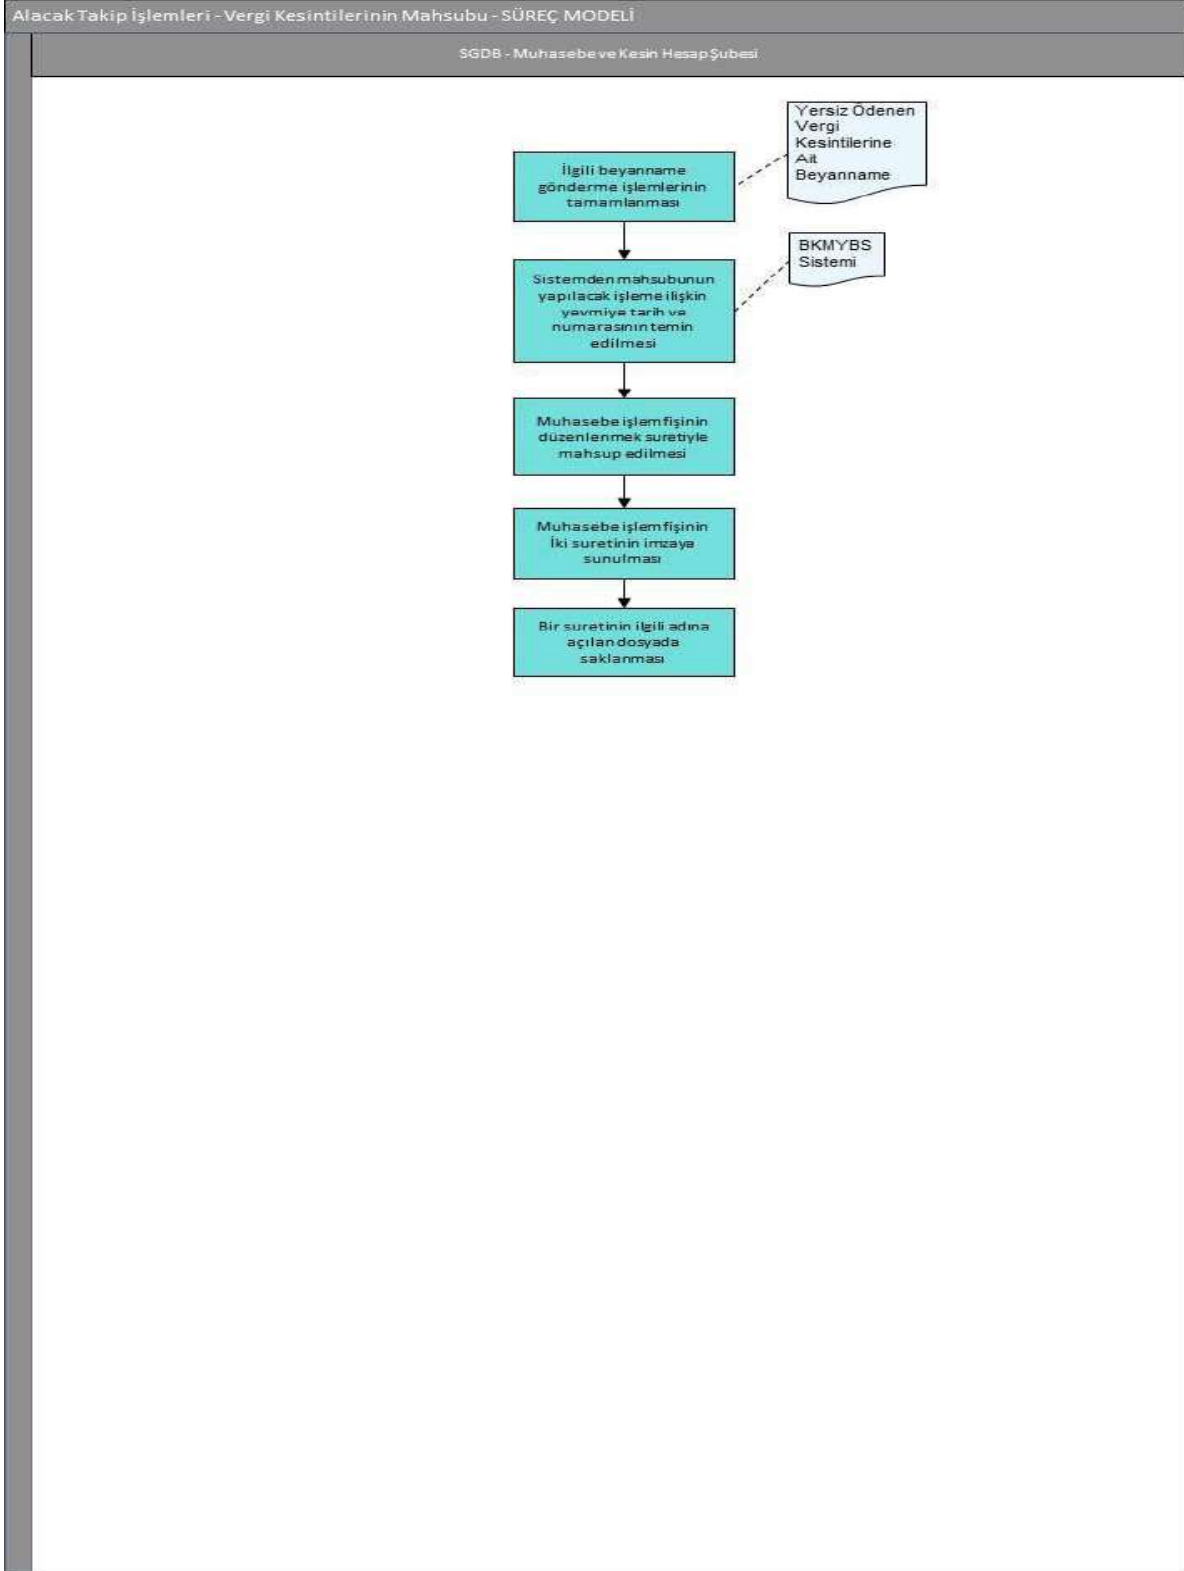 Alacak Takip İşlemleri - Vergi Kesintilerinin Mahsubu - SÜREÇ MODELİ
SGDB - Muhasebe ve Kesin Hesap Şubesi
Yersiz Ödenen
Vergi
Kesintilerine
Ait
Beyanname
İlgili beyanname
gönderme işlemlerinin
tamamlanması
BKMYBS
Sistemi
Sistemden mahsubunun
yapılacak işleme ilişkin
yevmiye tarih ve
numarasının temin
edilmesi
Muhasebe işlem fişinin
düzenlenmek suretiyle
mahsup edilmesi
Muhasebe işlem fişinin
İki suretinin imzaya
sunulması
Bir suretinin ilgili adına
açılan dosyada
saklanması